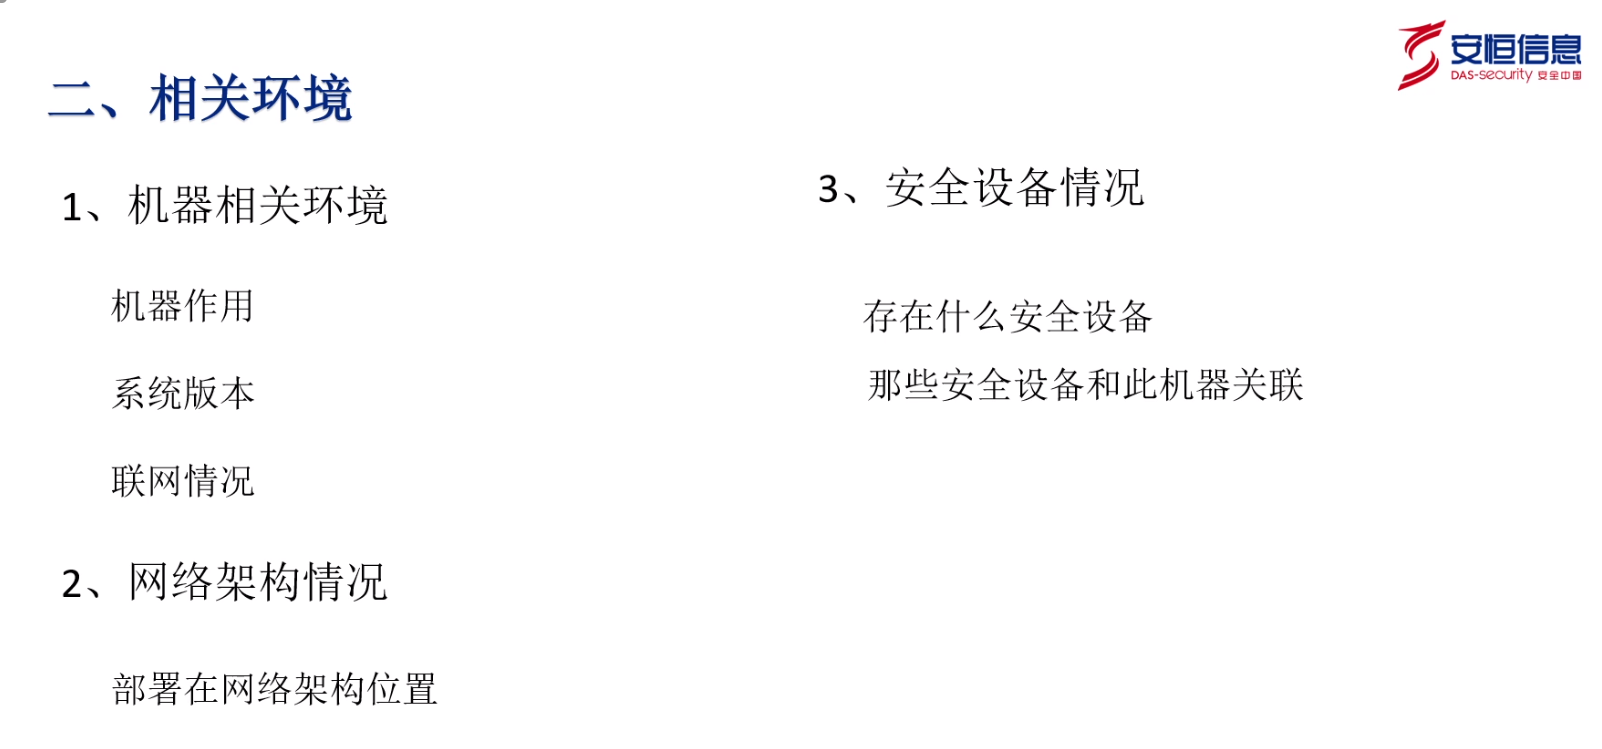 安恒信息
DAS-security 安全中国
二、相关环境
1、机器相关环境
机器作用
系统版本
联网情况
2、网络架构情况
部署在网络架构位置
3、安全设备情况
存在什么安全设备
那些安全设备和此机器关联